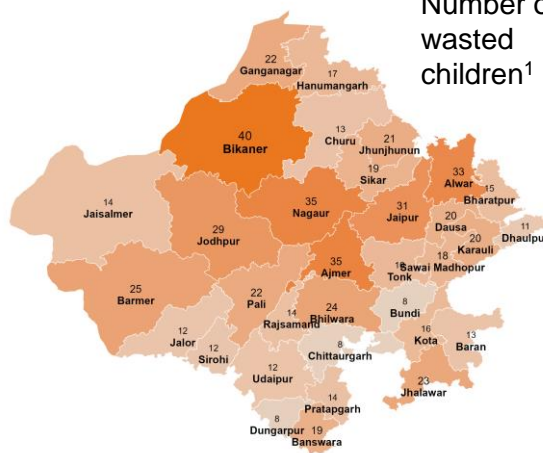 Number o
wasted
children¹
22
Ganganagar
17
Hanumangarh
40
Bikaner
13
Churu
21
Jhunjhunun
19
Sikar
33
Alwar
15
Bharatpur
14
Jaisalmer
35
Nagaur
31
Jaipur
20
Dausa
11
Dhaulpur
29
Jodhpur
20
Karauli
35
Ajmer
Tonk
18
Sawai Madhopur
25
Barmer
22
Pali
14
Rajsamand
24
Bhilwara
8
Bundi
12
Jalor
12
Sirohi
8
Chittaurgarh
16
Kota
13
Baran
12
Udaipur
23
Jhalawar
14
Pratapgarh
8
Dungarpur
19
Banswara